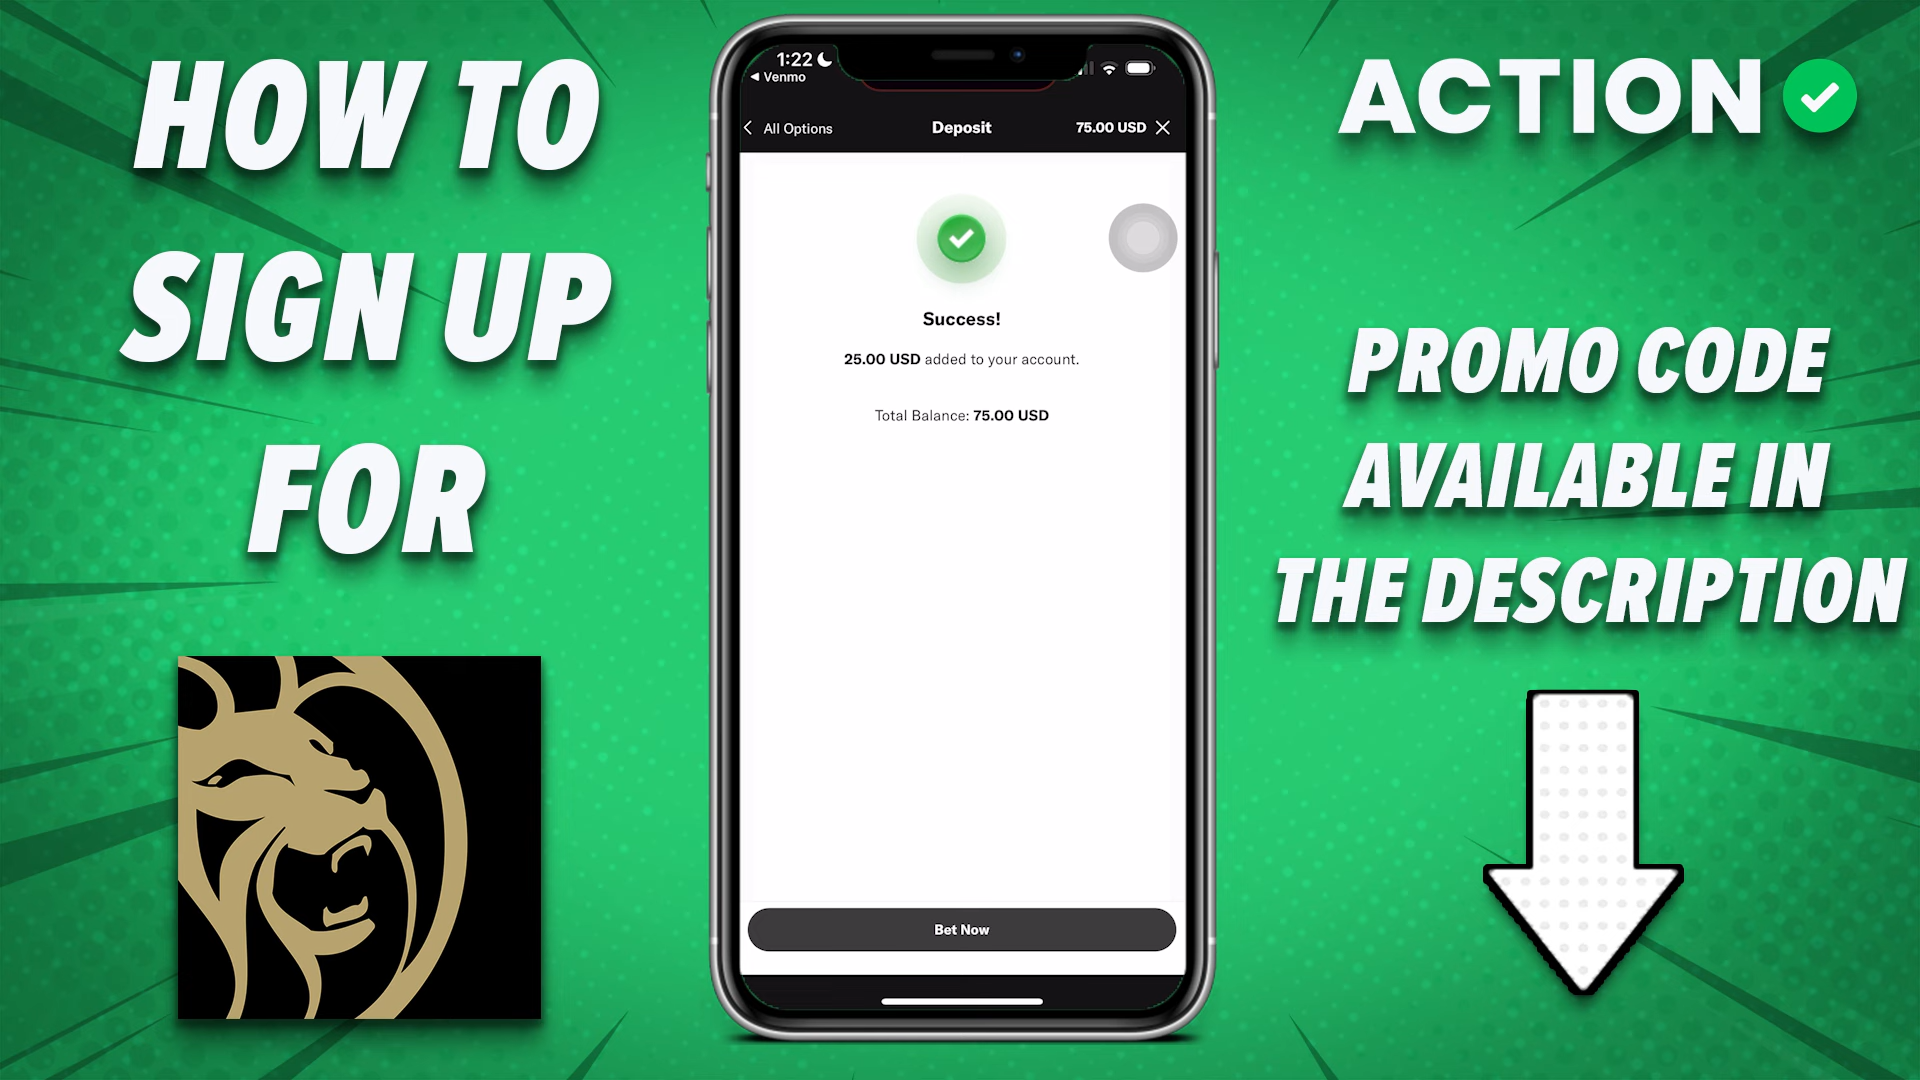 HOW TO
SIGN UP
FOR
1:22
◀ Venmo
All Options
Deposit
75.00 USD
Success!
25.00 USD added to your account.
Total Balance: 75.00 USD
Bet Now
ACTION
PROMO CODE
AVAILABLE IN
THE DESCRIPTION